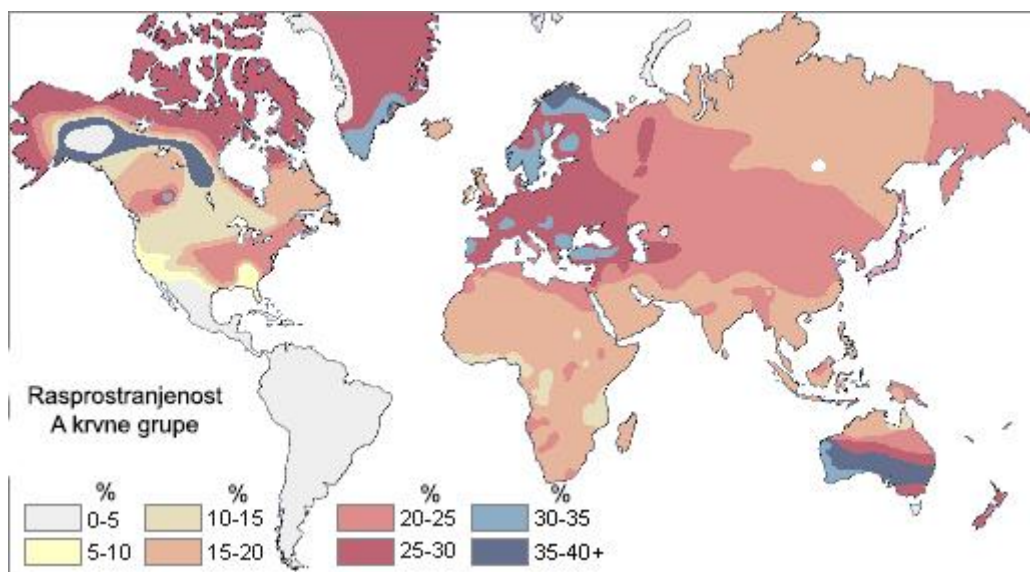 Rasprostranjenost
A krvne grupe
% % % %
0-5 10-15 20-25 30-35
5-10 15-20 25-30 35-40+